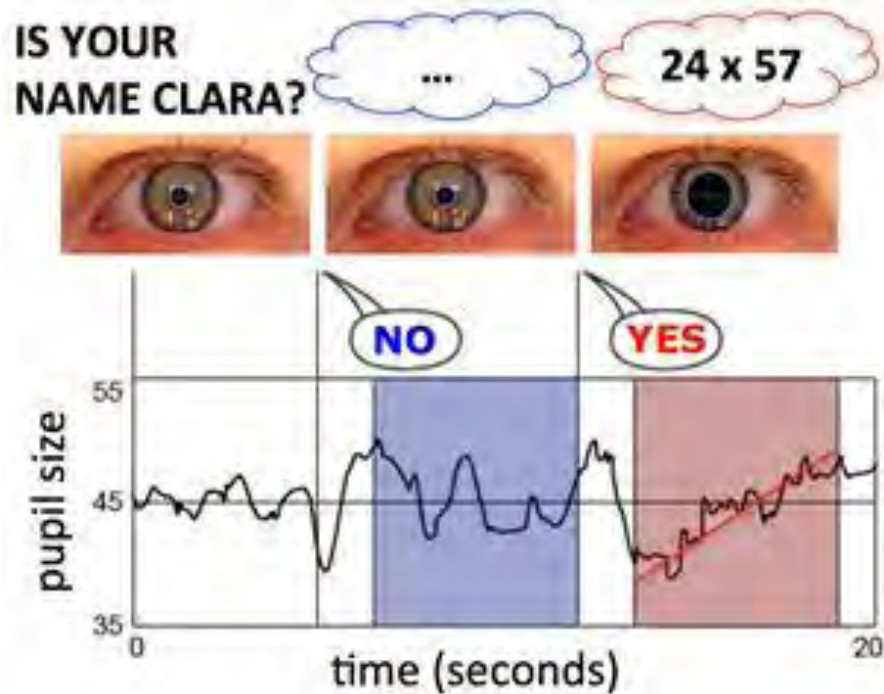 IS YOUR
NAME CLARA?
...
24 x 57
NO
YES
55
45
35
pupil size
0
20
time (seconds)